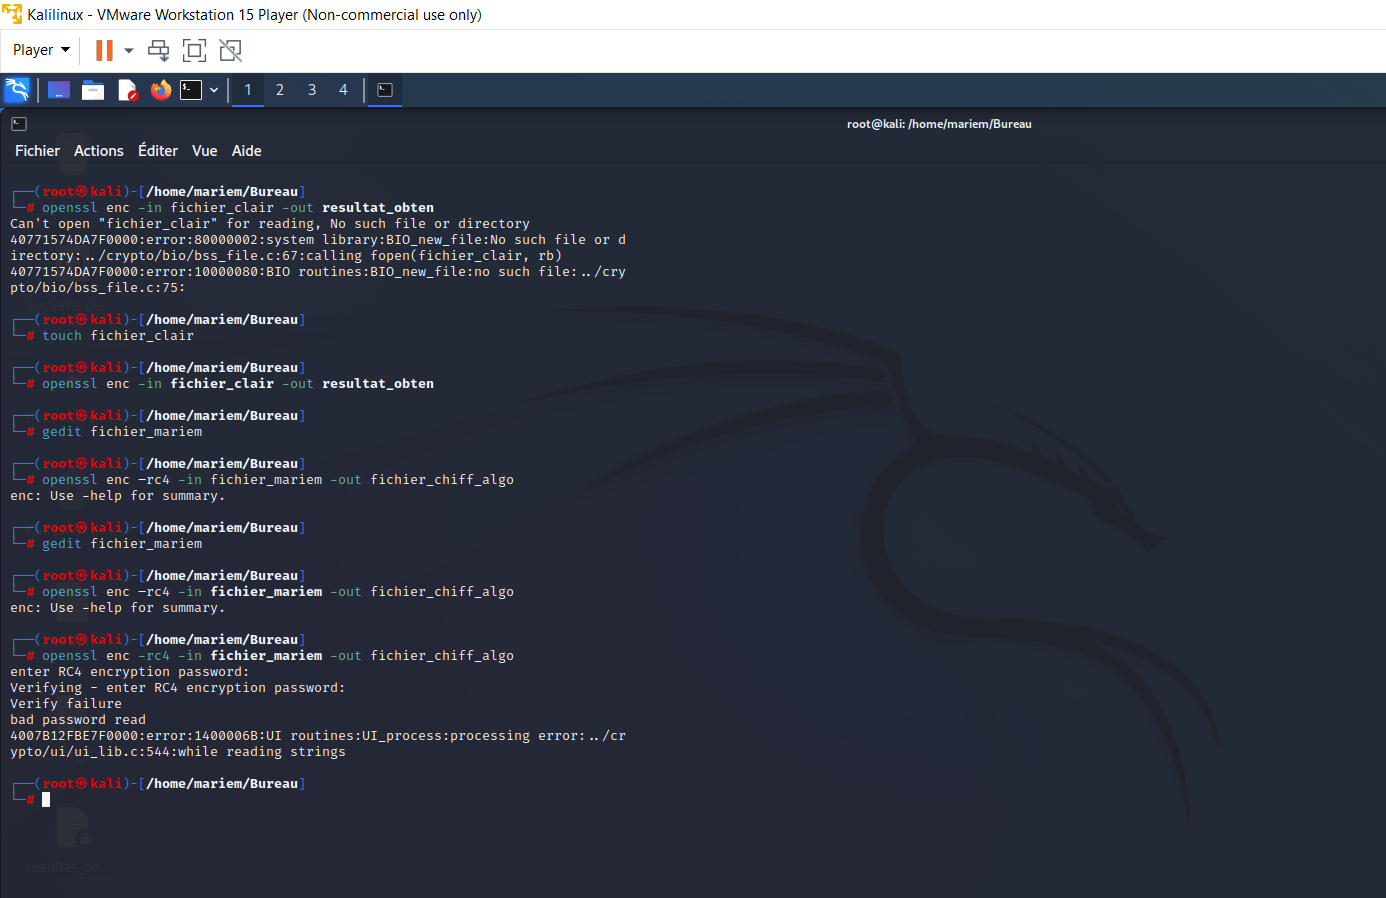 Kalilinux - VMware Workstation 15 Player (Non-commercial use only)
Player
1 2 3 4
root@kali: /home/mariem/Bureau
Fichier Actions Éditer Vue Aide
┌──(root㉿kali)-[/home/mariem/Bureau]
└─# openssl enc -in fichier_clair -out resultat_obten
Can't open "fichier_clair" for reading, No such file or directory
40771574DA7F0000:error:80000002:system library:BIO_new_file:No such file or d
irectory:../crypto/bio/bss_file.c:67:calling fopen(fichier_clair, rb)
40771574DA7F0000:error:10000080:BIO routines:BIO_new_file:no such file:../cry
pto/bio/bss_file.c:75:
┌──(root㉿kali)-[/home/mariem/Bureau]
└─# touch fichier_clair
┌──(root㉿kali)-[/home/mariem/Bureau]
└─# openssl enc -in fichier_clair -out resultat_obten
┌──(root㉿kali)-[/home/mariem/Bureau]
└─# gedit fichier_mariem
┌──(root㉿kali)-[/home/mariem/Bureau]
└─# openssl enc –rc4 -in fichier_mariem -out fichier_chiff_algo
enc: Use -help for summary.
┌──(root㉿kali)-[/home/mariem/Bureau]
└─# gedit fichier_mariem
┌──(root㉿kali)-[/home/mariem/Bureau]
└─# openssl enc –rc4 -in fichier_mariem -out fichier_chiff_algo
enc: Use -help for summary.
┌──(root㉿kali)-[/home/mariem/Bureau]
└─# openssl enc -rc4 -in fichier_mariem -out fichier_chiff_algo
enter RC4 encryption password:
Verifying - enter RC4 encryption password:
Verify failure
bad password read
4007B12FBE7F0000:error:1400006B:UI routines:UI_process:processing error:../cr
ypto/ui/ui_lib.c:544:while reading strings
┌──(root㉿kali)-[/home/mariem/Bureau]
└─#